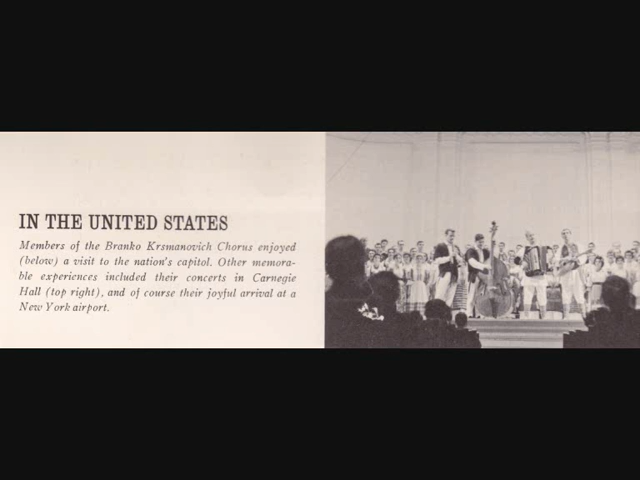 IN THE UNITED STATES
Members of the Branko Krsmanovich Chorus enjoyed
(below) a visit to the nation's capitol. Other memora-
ble experiences included their concerts in Carnegie
Hall (top right), and of course their joyful arrival at a
New York airport.